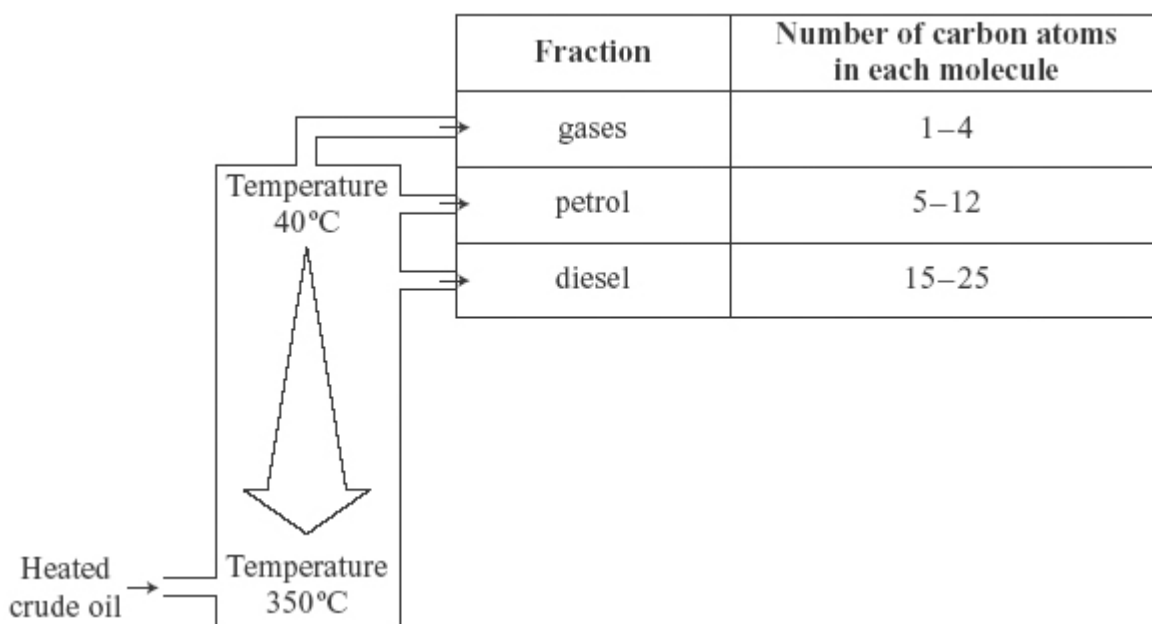 Fraction
Number of carbon atoms
in each molecule
gases
1–4
petrol
5–12
diesel
15–25
Temperature
40°C
Temperature
350°C
Heated
crude oil